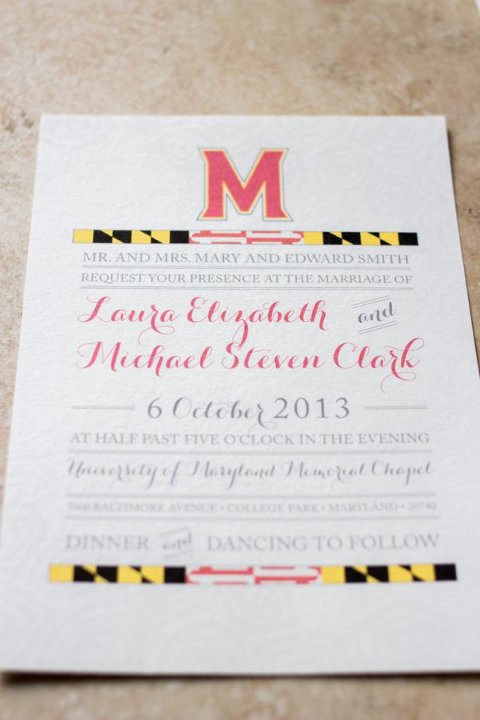 M
MR. AND MRS. MARY AND EDWARD SMITH
REQUEST YOUR PRESENCE AT THE MARRIAGE OF
Laura Elizabeth and
Michael Steven Clark
6 October 2013
AT HALF PAST FIVE O'CLOCK IN THE EVENING
University of Maryland Memorial Chapel
7600 BALTIMORE AVENUE • COLLEGE PARK • MARYLAND • 20740
DINNER and DANCING TO FOLLOW